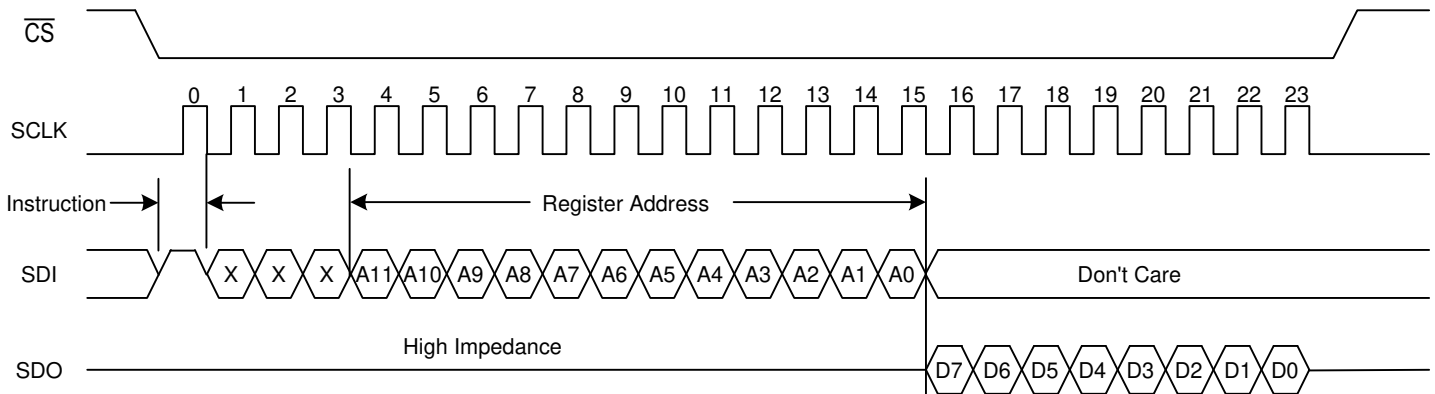 CS
0 1 2 3 4 5 6 7 8 9 10 11 12 13 14 15 16 17 18 19 20 21 22 23
SCLK
Instruction Register Address
SDI X X X A11 A10 A9 A8 A7 A6 A5 A4 A3 A2 A1 A0 Don't Care
High Impedance
SDO D7 D6 D5 D4 D3 D2 D1 D0